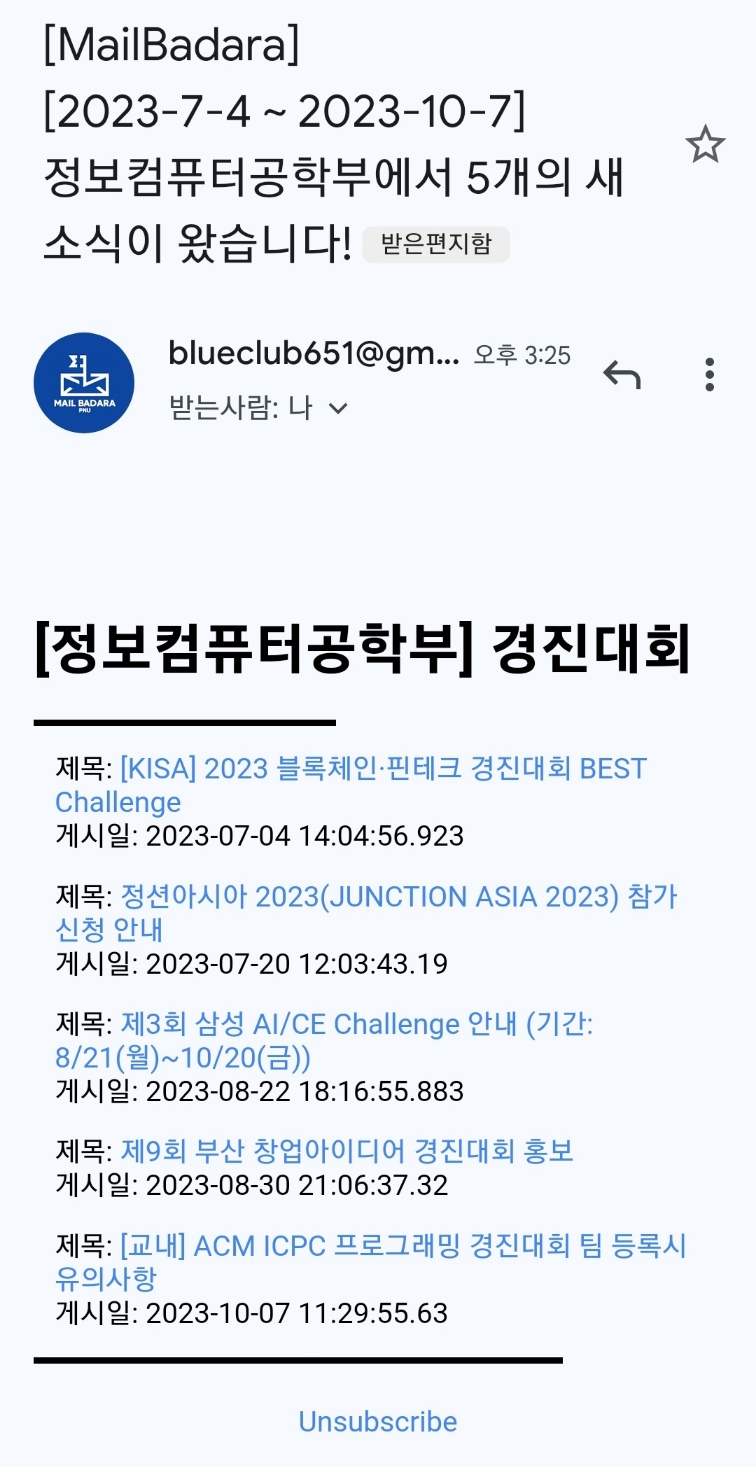 [MailBadara]
[2023-7-4 ~ 2023-10-7]
정보컴퓨터공학부에서 5개의 새
소식이 왔습니다! 받은편지함
blueclub651@gm... 오후 3:25
MAIL BADARA
PNU
받는사람: 나
[정보컴퓨터공학부] 경진대회
제목: [KISA] 2023 블록체인·핀테크 경진대회 BEST
Challenge
게시일: 2023-07-04 14:04:56.923
제목: 정션아시아 2023(JUNCTION ASIA 2023) 참가
신청 안내
게시일: 2023-07-20 12:03:43.19
제목: 제3회 삼성 AI/CE Challenge 안내 (기간:
8/21(월)~10/20(금))
게시일: 2023-08-22 18:16:55.883
제목: 제9회 부산 창업아이디어 경진대회 홍보
게시일: 2023-08-30 21:06:37.32
제목: [교내] ACM ICPC 프로그래밍 경진대회 팀 등록시
유의사항
게시일: 2023-10-07 11:29:55.63
Unsubscribe